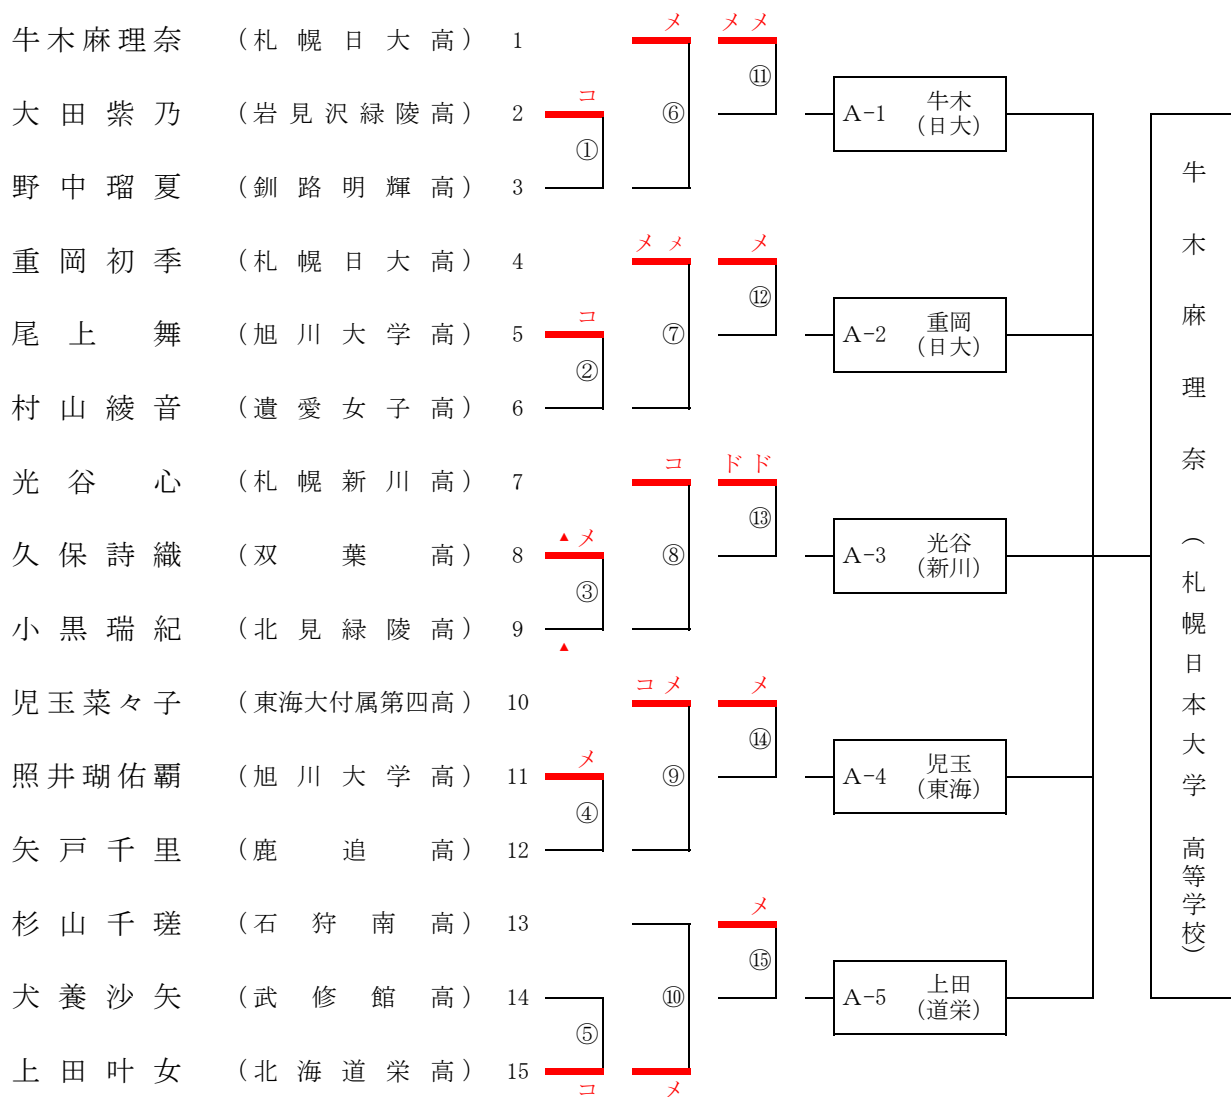 牛木麻理奈 (札幌日大高) 1
大田紫乃 (岩見沢緑陵高) 2
野中瑠夏 (釧路明輝高) 3
重岡初季 (札幌日大高) 4
尾上舞 (旭川大学高) 5
村山綾音 (遺愛女子高) 6
光谷心 (札幌新川高) 7
久保詩織 (双葉高) 8
小黒瑞紀 (北見緑陵高) 9
児玉菜々子 (東海大付属第四高) 10
照井瑚佑覇 (旭川大学高) 11
矢戸千里 (鹿追高) 12
杉山千瑳 (石狩南高) 13
犬養沙矢 (武修館高) 14
上田叶女 (北海道栄高) 15
コ
①
コ
②
▲メ
③
▲
メ
④
⑤
コ
メ
⑥
メメ
⑦
コ
⑧
コメ
⑨
⑩
メ
メメ
⑪
メ
⑫
ドド
⑬
メ
⑭
メ
⑮
A-1 牛木
(日大)
A-2 重岡
(日大)
A-3 光谷
(新川)
A-4 児玉
(東海)
A-5 上田
(道栄)
牛木麻理奈(札幌日本大学高等学校)